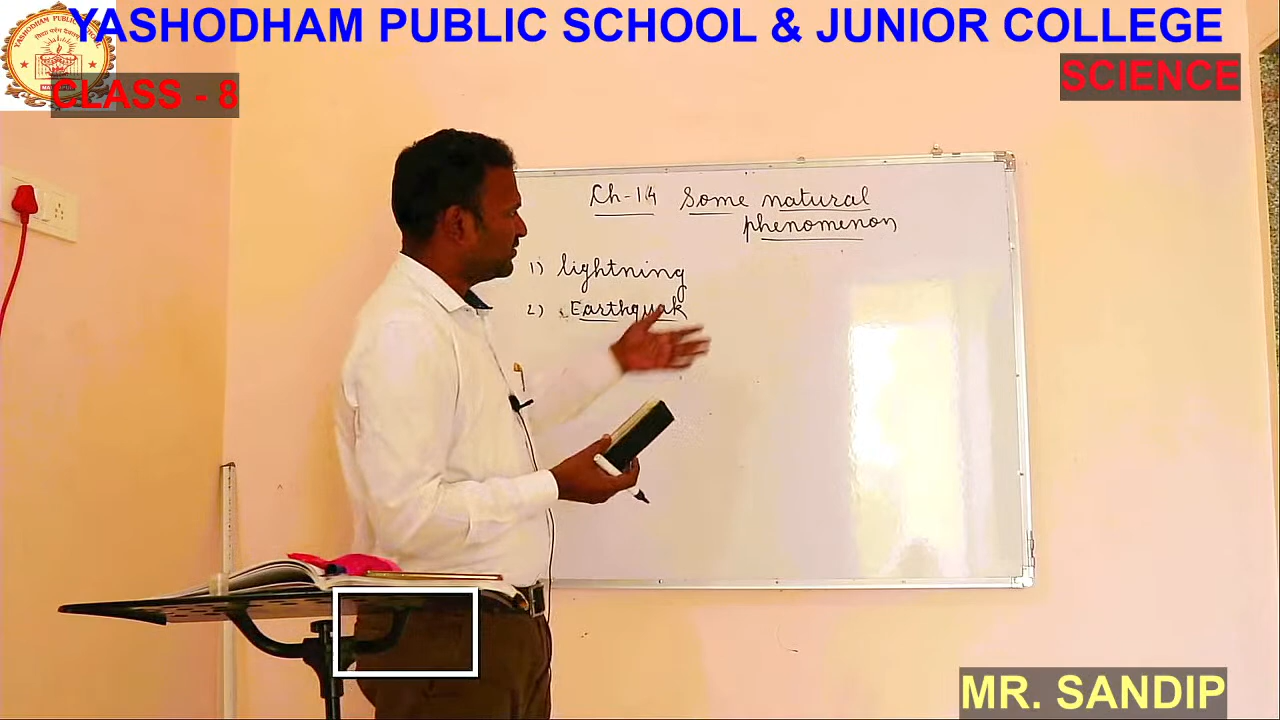 YASHODHAM PUBLIC SCHOOL & JUNIOR COLLEGE
SCIENCE
CLASS - 8
Ch-14 Some natural
phenomenon
1) lightning
2) Earthquak
MR. SANDIP